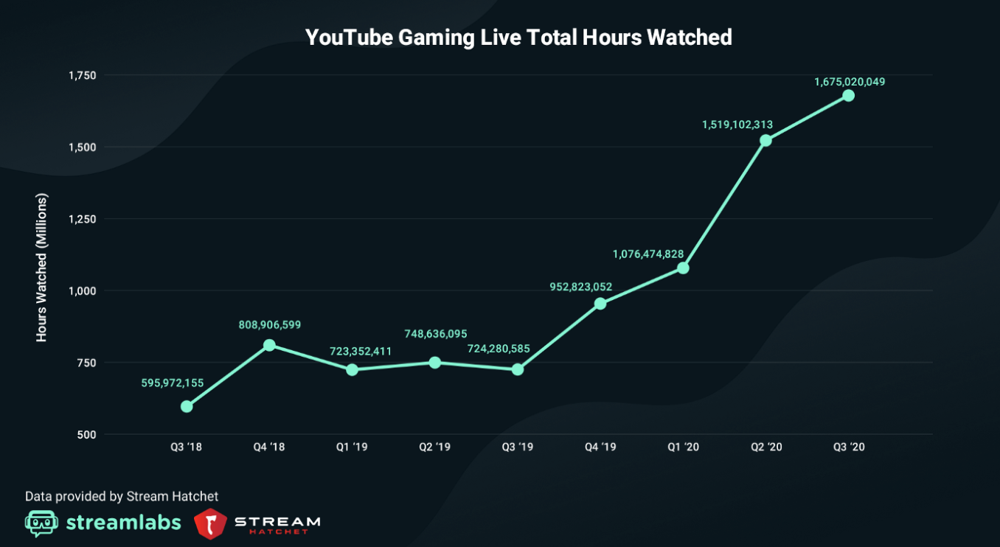 YouTube Gaming Live Total Hours Watched
Hours Watched (Millions)
1,750
1,500
1,250
1,000
750
500
595,972,155
808,906,599
723,352,411
748,636,095
724,280,585
952,823,052
1,076,474,828
1,519,102,313
1,675,020,049
Q3 ‘18
Q4 ‘18
Q1 ‘19
Q2 ‘19
Q3 ‘19
Q4 ‘19
Q1 ‘20
Q2 ‘20
Q3 ‘20
Data provided by Stream Hatchet
streamlabs
STREAM
HATCHET